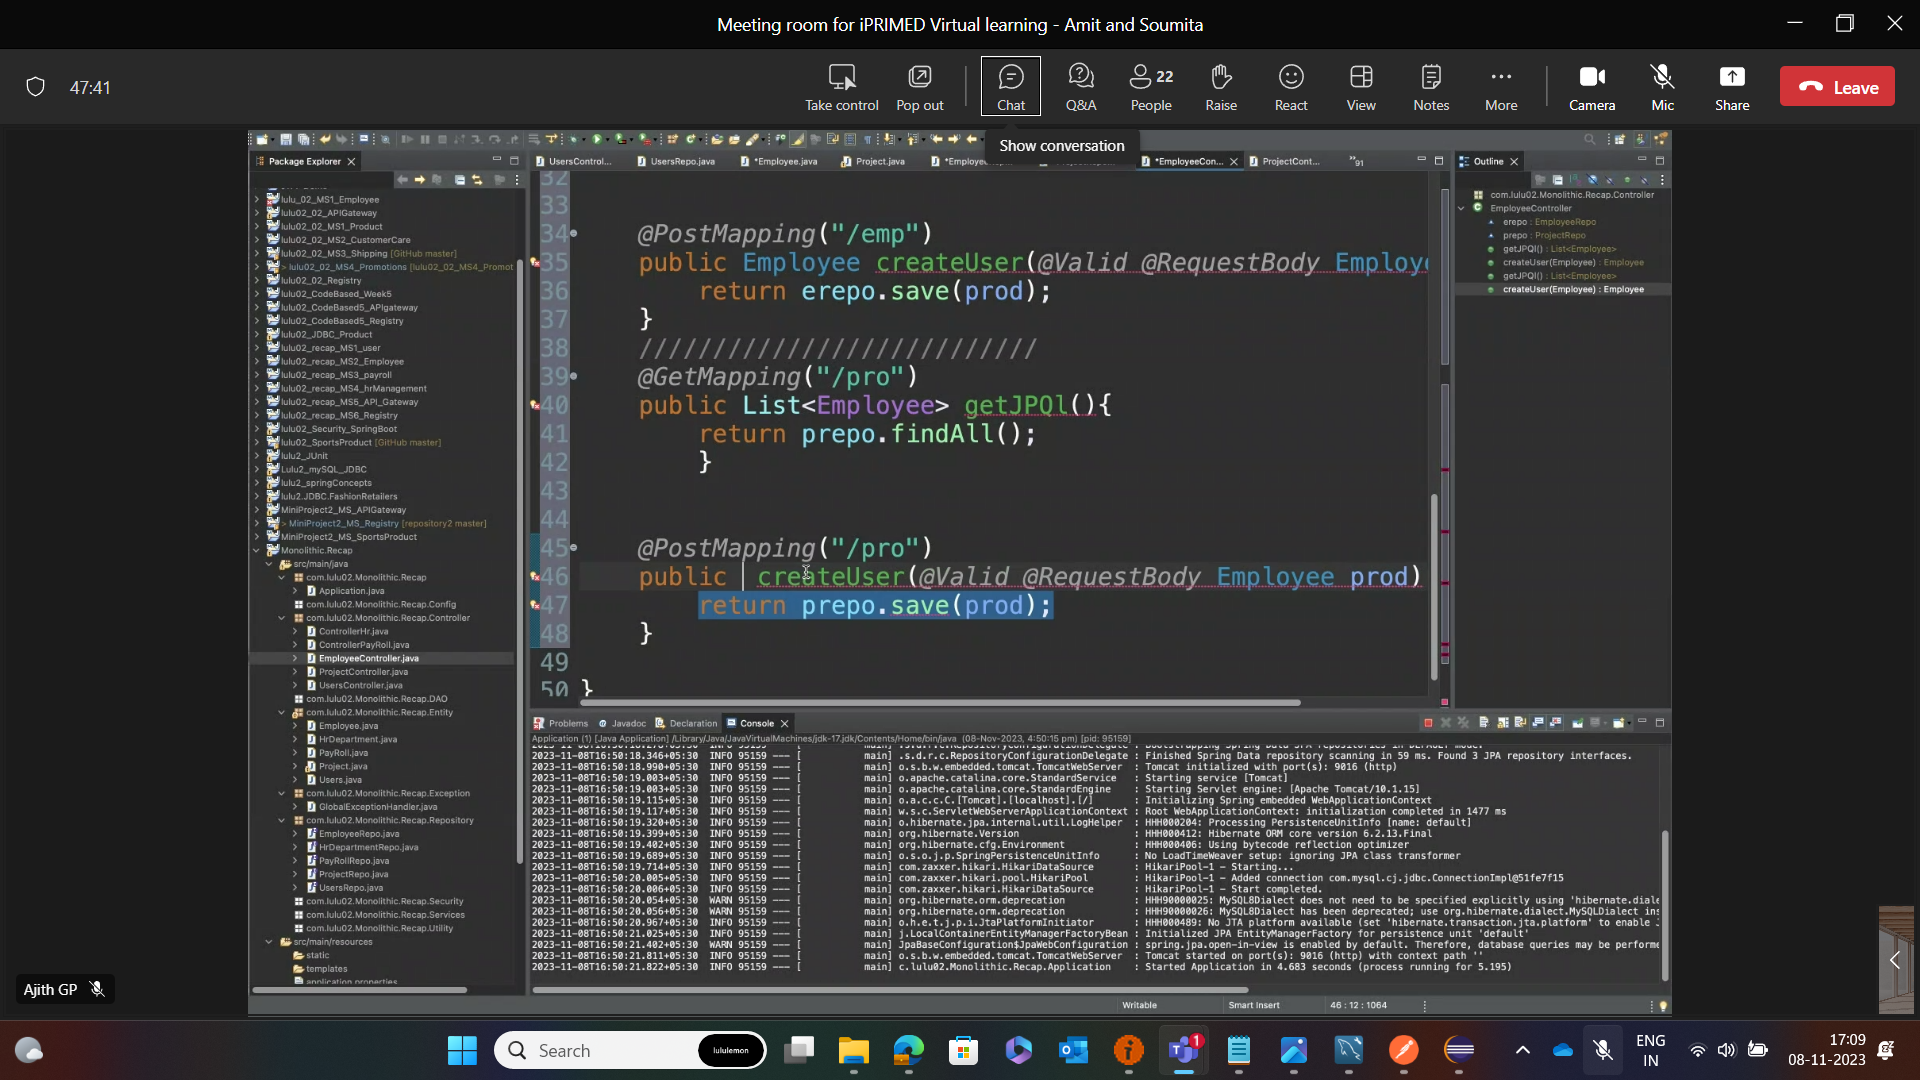 Meeting room for iPRIMED Virtual learning - Amit and Soumita
47:41
Take control
Pop out
Chat
Q&A
22
People
Raise
React
View
Notes
More
Camera
Mic
Share
Leave
Show conversation
Package Explorer
UsersControl...
UsersRepo.java
*Employee.java
Project.java
*EmployeeCon...
ProjectCont...
91
Outline
lulu_02_MS1_Employee
lulu02_02_APIGateway
lulu02_02_MS1_Product
lulu02_02_MS2_CustomerCare
lulu02_02_MS3_Shipping [GitHub master]
> lulu02_02_MS4_Promotions [lulu02_02_MS4_Promot
lulu02_02_Registry
lulu02_CodeBased_Week5
lulu02_CodeBased5_APIgateway
lulu02_CodeBased5_Registry
lulu02_JDBC_Product
lulu02_recap_MS1_user
lulu02_recap_MS2_Employee
lulu02_recap_MS3_payroll
lulu02_recap_MS4_hrManagement
lulu02_recap_MS5_API_Gateway
lulu02_recap_MS6_Registry
lulu02_Security_SpringBoot
lulu02_SportsProduct [GitHub master]
lulu2_JUnit
Lulu2_mySQL_JDBC
lulu2_springConcepts
lulu2.JDBC.FashionRetailers
MiniProject2_MS_APIGateway
> MiniProject2_MS_Registry [repository2 master]
MiniProject2_MS_SportsProduct
Monolithic.Recap
src/main/java
com.lulu02.Monolithic.Recap
Application.java
com.lulu02.Monolithic.Recap.Config
com.lulu02.Monolithic.Recap.Controller
ControllerHr.java
ControllerPayRoll.java
EmployeeController.java
ProjectController.java
UsersController.java
com.lulu02.Monolithic.Recap.DAO
com.lulu02.Monolithic.Recap.Entity
Employee.java
HrDepartment.java
PayRoll.java
Project.java
Users.java
com.lulu02.Monolithic.Recap.Exception
GlobalExceptionHandler.java
com.lulu02.Monolithic.Recap.Repository
EmployeeRepo.java
HrDepartmentRepo.java
PayRollRepo.java
ProjectRepo.java
UsersRepo.java
com.lulu02.Monolithic.Recap.Security
com.lulu02.Monolithic.Recap.Services
com.lulu02.Monolithic.Recap.Utility
src/main/resources
static
templates
application.properties
32
33
34 @PostMapping("/emp")
35 public Employee createUser(@Valid @RequestBody Employe
36 return erepo.save(prod);
37 }
38 ///////////////////////////
39 @GetMapping("/pro")
40 public List<Employee> getJPQl(){
41 return prepo.findAll();
42 }
43
44
45 @PostMapping("/pro")
46 public createUser(@Valid @RequestBody Employee prod)
47 return prepo.save(prod);
48 }
49
50 }
com.lulu02.Monolithic.Recap.Controller
EmployeeController
erepo : EmployeeRepo
prepo : ProjectRepo
getJPQl() : List<Employee>
createUser(Employee) : Employee
getJPQl() : List<Employee>
createUser(Employee) : Employee
Problems Javadoc Declaration Console
Application (1) [Java Application] /Library/Java/JavaVirtualMachines/jdk-17.jdk/Contents/Home/bin/java (08-Nov-2023, 4:50:15 pm) [pid: 95159]
2023-11-08T16:50:18.346+05:30 INFO 95159 --- [ main] .s.d.r.c.RepositoryConfigurationDelegate : Finished Spring Data repository scanning in 59 ms. Found 3 JPA repository interfaces.
2023-11-08T16:50:18.990+05:30 INFO 95159 --- [ main] o.s.b.w.embedded.tomcat.TomcatWebServer : Tomcat initialized with port(s): 9016 (http)
2023-11-08T16:50:19.003+05:30 INFO 95159 --- [ main] o.apache.catalina.core.StandardService : Starting service [Tomcat]
2023-11-08T16:50:19.003+05:30 INFO 95159 --- [ main] o.apache.catalina.core.StandardEngine : Starting Servlet engine: [Apache Tomcat/10.1.15]
2023-11-08T16:50:19.115+05:30 INFO 95159 --- [ main] o.a.c.c.C.[Tomcat].[localhost].[/] : Initializing Spring embedded WebApplicationContext
2023-11-08T16:50:19.117+05:30 INFO 95159 --- [ main] w.s.c.ServletWebServerApplicationContext : Root WebApplicationContext: initialization completed in 1477 ms
2023-11-08T16:50:19.320+05:30 INFO 95159 --- [ main] o.hibernate.jpa.internal.util.LogHelper : HHH000204: Processing PersistenceUnitInfo [name: default]
2023-11-08T16:50:19.399+05:30 INFO 95159 --- [ main] org.hibernate.Version : HHH000412: Hibernate ORM core version 6.2.13.Final
2023-11-08T16:50:19.402+05:30 INFO 95159 --- [ main] org.hibernate.cfg.Environment : HHH000406: Using bytecode reflection optimizer
2023-11-08T16:50:19.689+05:30 INFO 95159 --- [ main] o.s.o.j.p.SpringPersistenceUnitInfo : No LoadTimeWeaver setup: ignoring JPA class transformer
2023-11-08T16:50:19.714+05:30 INFO 95159 --- [ main] com.zaxxer.hikari.HikariDataSource : HikariPool-1 - Starting...
2023-11-08T16:50:20.005+05:30 INFO 95159 --- [ main] com.zaxxer.hikari.pool.HikariPool : HikariPool-1 - Added connection com.mysql.cj.jdbc.ConnectionImpl@51fe7f15
2023-11-08T16:50:20.006+05:30 INFO 95159 --- [ main] com.zaxxer.hikari.HikariDataSource : HikariPool-1 - Start completed.
2023-11-08T16:50:20.054+05:30 WARN 95159 --- [ main] org.hibernate.orm.deprecation : HHH90000025: MySQL8Dialect does not need to be specified explicitly using 'hibernate.diale
2023-11-08T16:50:20.056+05:30 WARN 95159 --- [ main] org.hibernate.orm.deprecation : HHH90000026: MySQL8Dialect has been deprecated; use org.hibernate.dialect.MySQLDialect ins
2023-11-08T16:50:20.967+05:30 INFO 95159 --- [ main] o.h.e.t.j.p.i.JtaPlatformInitiator : HHH000489: No JTA platform available (set 'hibernate.transaction.jta.platform' to enable J
2023-11-08T16:50:21.025+05:30 INFO 95159 --- [ main] j.LocalContainerEntityManagerFactoryBean : Initialized JPA EntityManagerFactory for persistence unit 'default'
2023-11-08T16:50:21.402+05:30 WARN 95159 --- [ main] JpaBaseConfiguration$JpaWebConfiguration : spring.jpa.open-in-view is enabled by default. Therefore, database queries may be performe
2023-11-08T16:50:21.811+05:30 INFO 95159 --- [ main] o.s.b.w.embedded.tomcat.TomcatWebServer : Tomcat started on port(s): 9016 (http) with context path ''
2023-11-08T16:50:21.822+05:30 INFO 95159 --- [ main] c.lulu02.Monolithic.Recap.Application : Started Application in 4.683 seconds (process running for 5.195)
Writable
Smart Insert
46 : 12 : 1064
Ajith GP
Search
lululemon
1
ENG
IN
17:09
08-11-2023